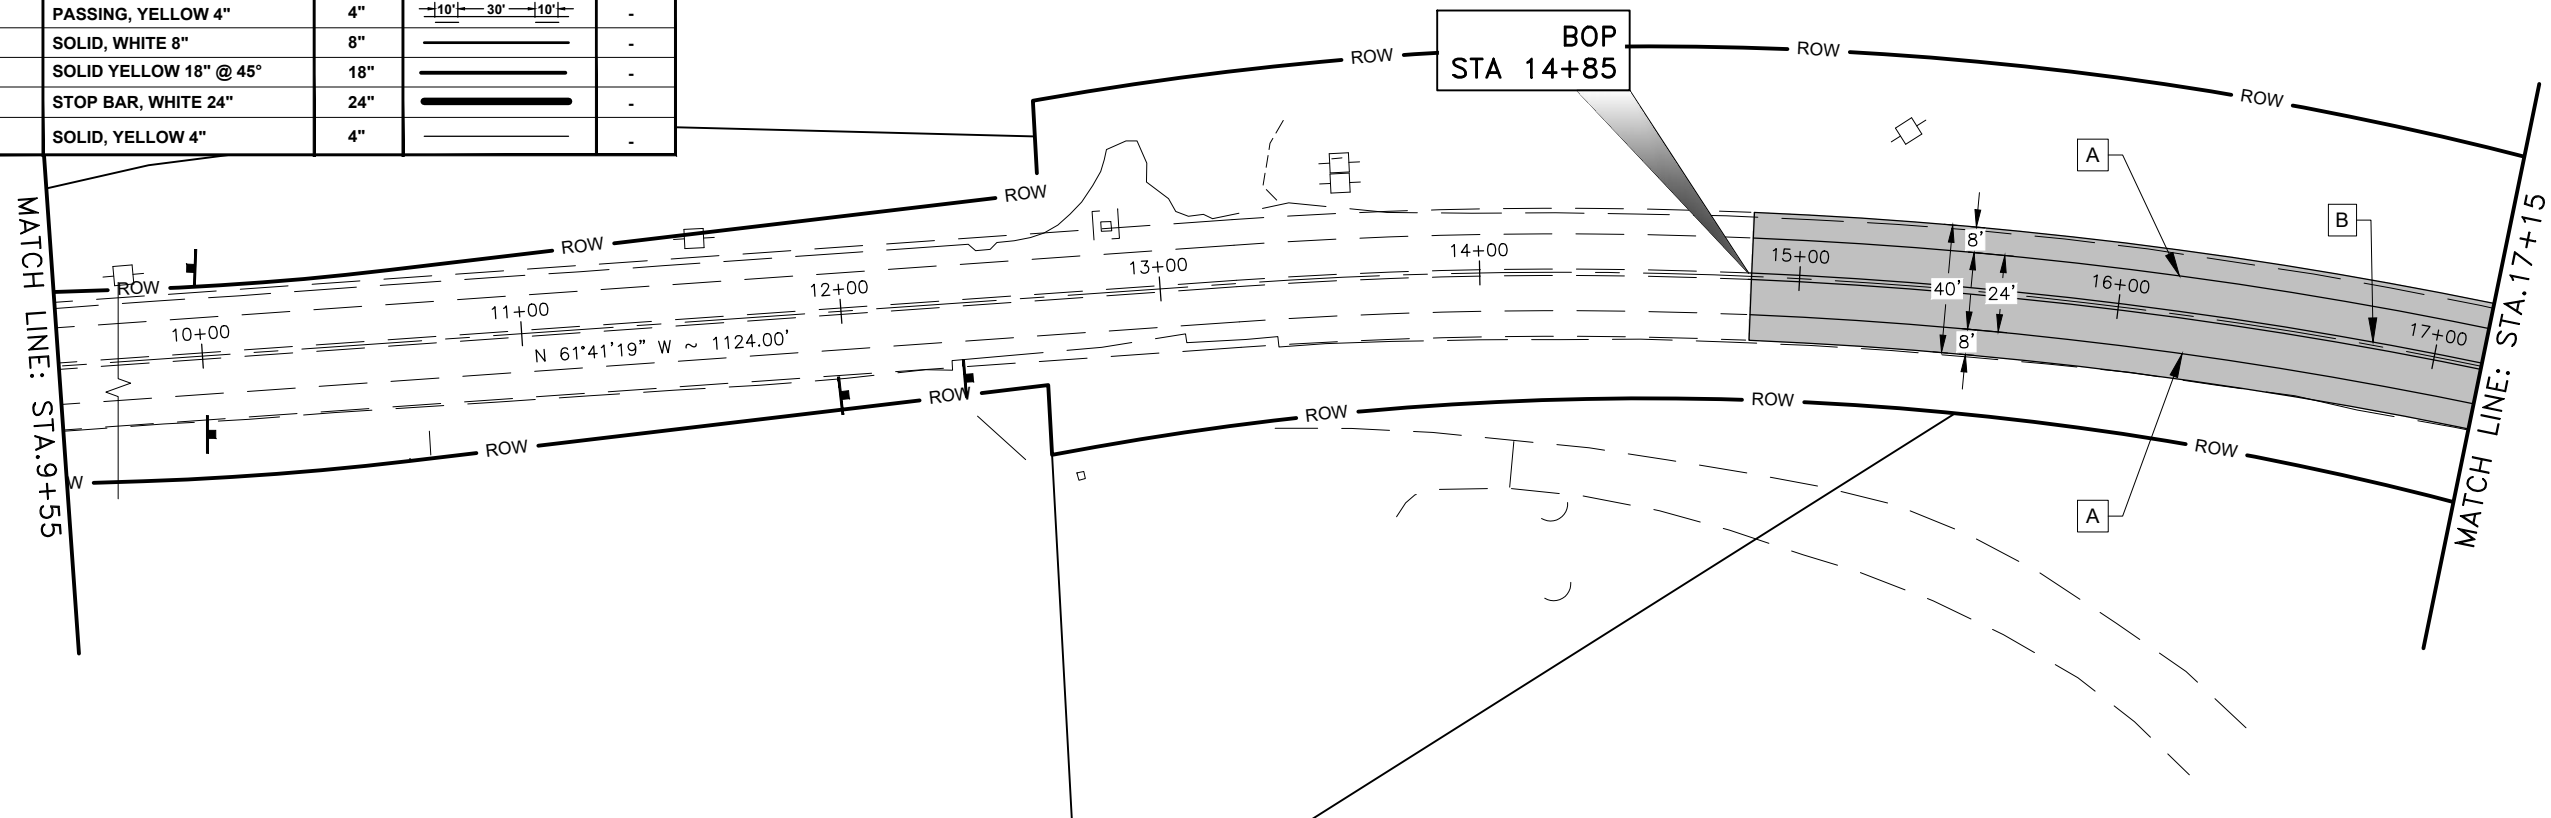 PASSING, YELLOW 4" 4" 10' 30' 10' -
SOLID, WHITE 8" 8" -
SOLID YELLOW 18" @ 45° 18" -
STOP BAR, WHITE 24" 24" -
SOLID, YELLOW 4" 4" -
BOP
STA 14+85
ROW
ROW
ROW
ROW
ROW
ROW
A
B
8'
40'
24'
8'
10+00
11+00
12+00
13+00
14+00
15+00
16+00
17+00
N 61°41'19" W ~ 1124.00'
ROW
ROW
ROW
ROW
ROW
W
A
MATCH LINE: STA.9+55
MATCH LINE: STA.17+15